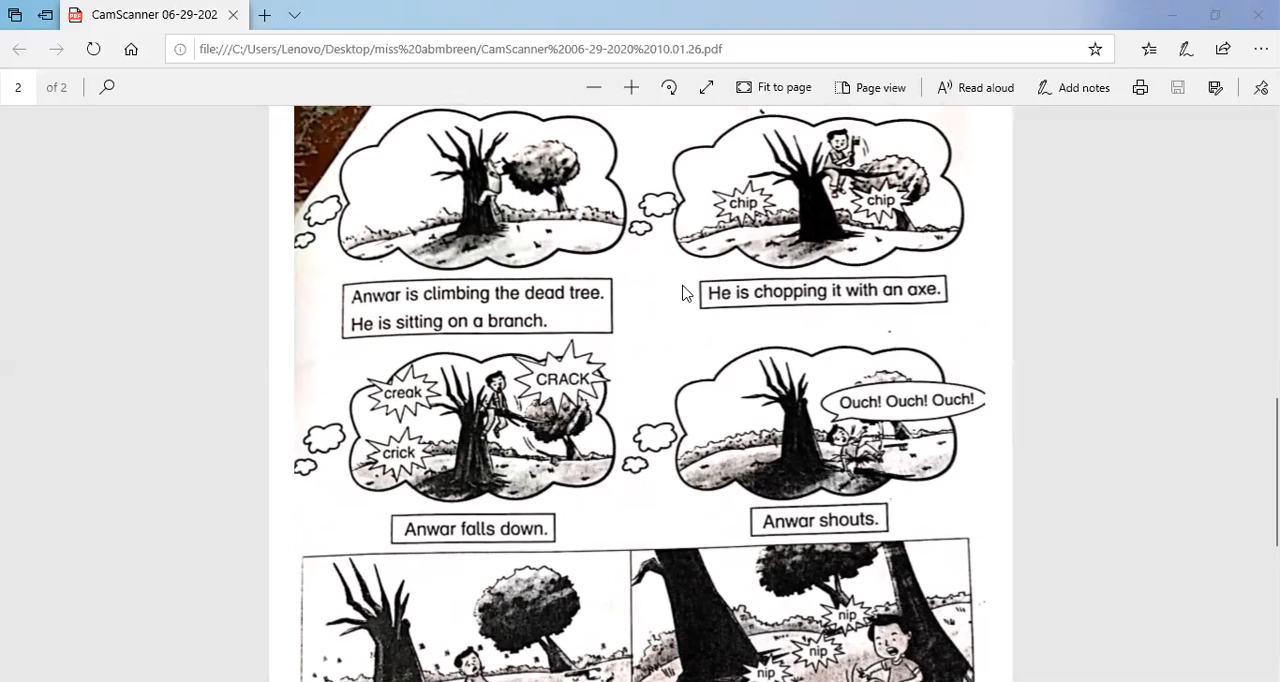 CamScanner 06-29-202
file:///C:/Users/Lenovo/Desktop/miss%20abmbreen/CamScanner%2006-29-2020%2010.01.26.pdf
2 of 2
Fit to page
Page view
Read aloud
Add notes
chip
chip
Anwar is climbing the dead tree.
He is sitting on a branch.
He is chopping it with an axe.
creak
CRACK
crick
Ouch! Ouch! Ouch!
Anwar falls down.
Anwar shouts.
nip
nip
nip